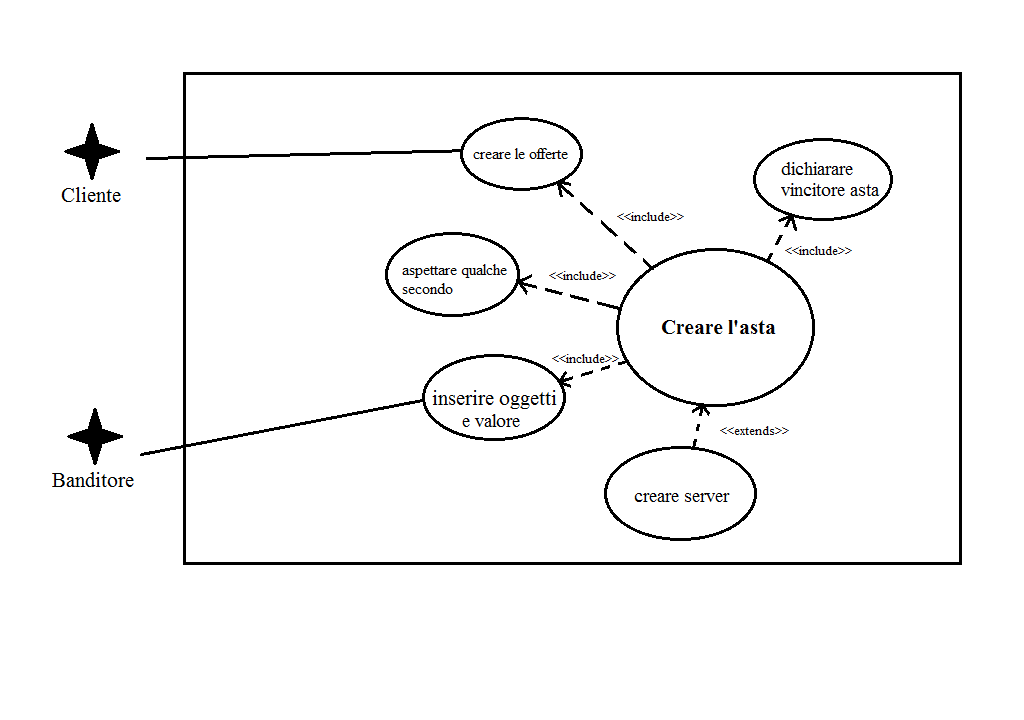 creare le offerte
dichiarare
vincitore asta
Cliente
<<include>>
<<include>>
aspettare qualche
secondo
<<include>>
Creare l'asta
<<include>>
inserire oggetti
e valore
<<extends>>
Banditore
creare server